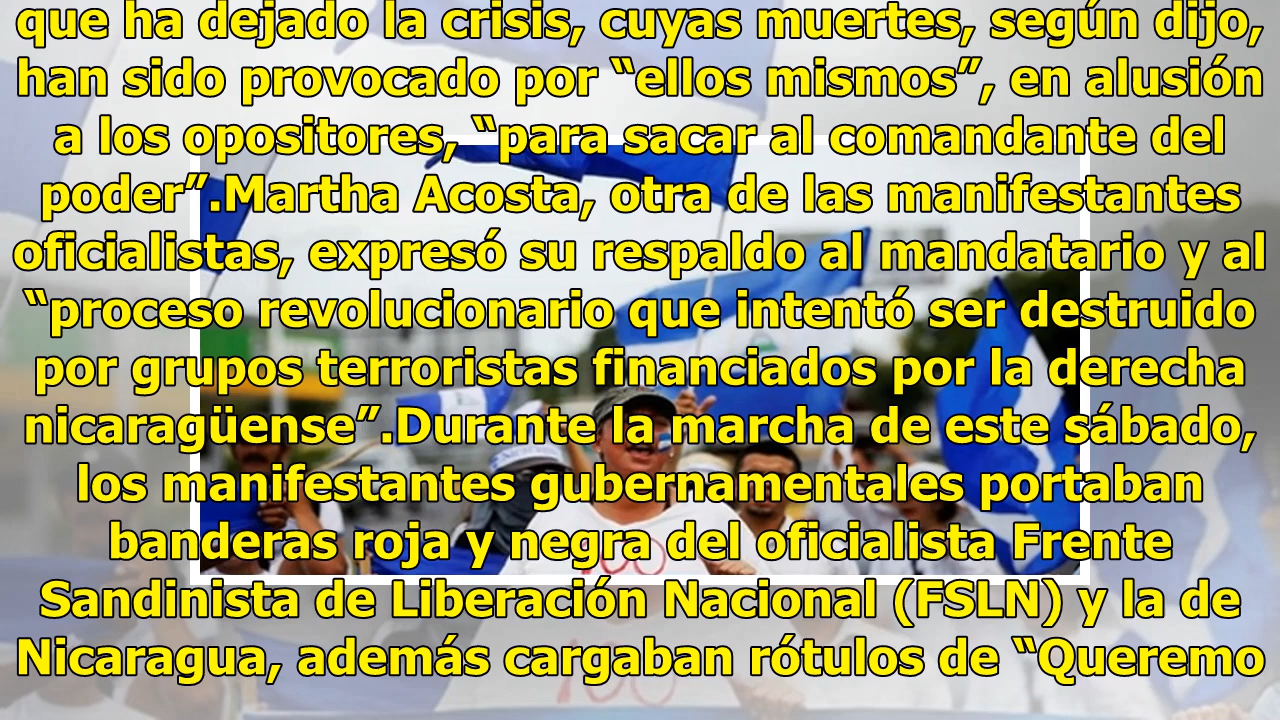 que ha dejado la crisis, cuyas muertes, según dijo,
han sido provocado por “ellos mismos”, en alusión
a los opositores, “para sacar al comandante del
poder”.Martha Acosta, otra de las manifestantes
oficialistas, expresó su respaldo al mandatario y al
“proceso revolucionario que intentó ser destruido
por grupos terroristas financiados por la derecha
nicaragüense”.Durante la marcha de este sábado,
los manifestantes gubernamentales portaban
banderas roja y negra del oficialista Frente
Sandinista de Liberación Nacional (FSLN) y la de
Nicaragua, además cargaban rótulos de “Queremo
100
100